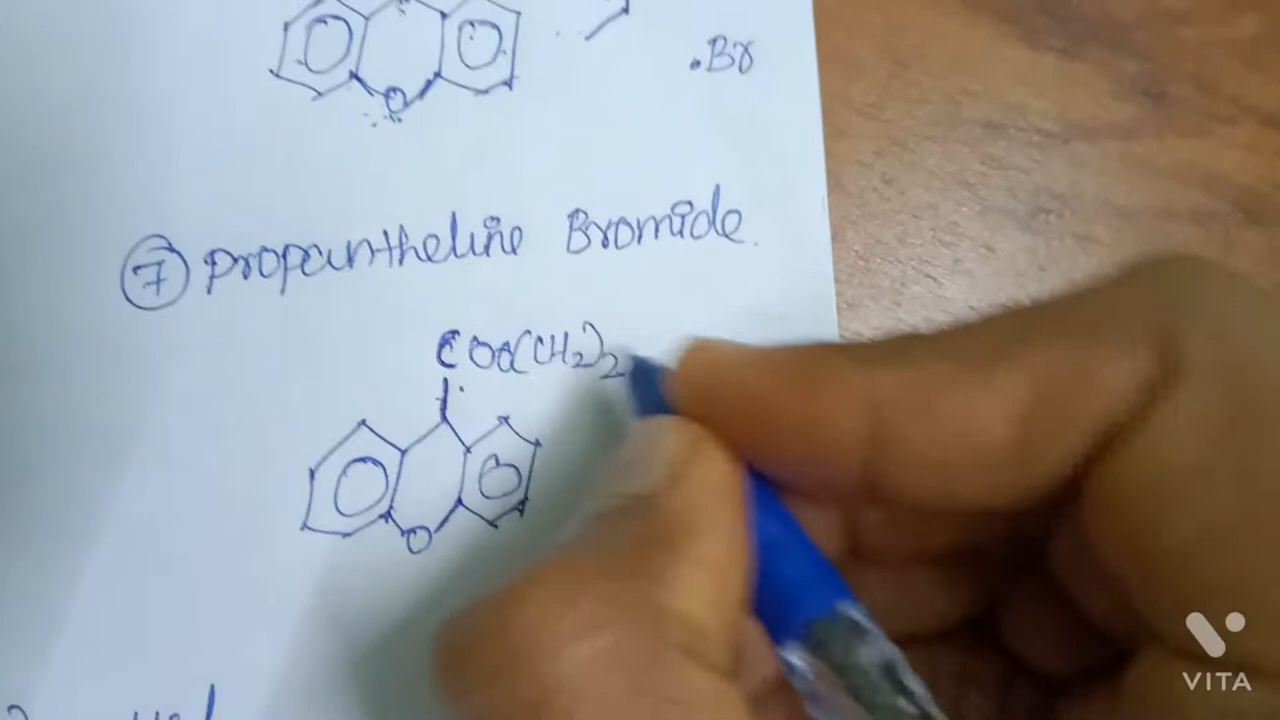 .Br
O
⑦ Propantheline Bromide.
COO(CH2)2
O
VITA